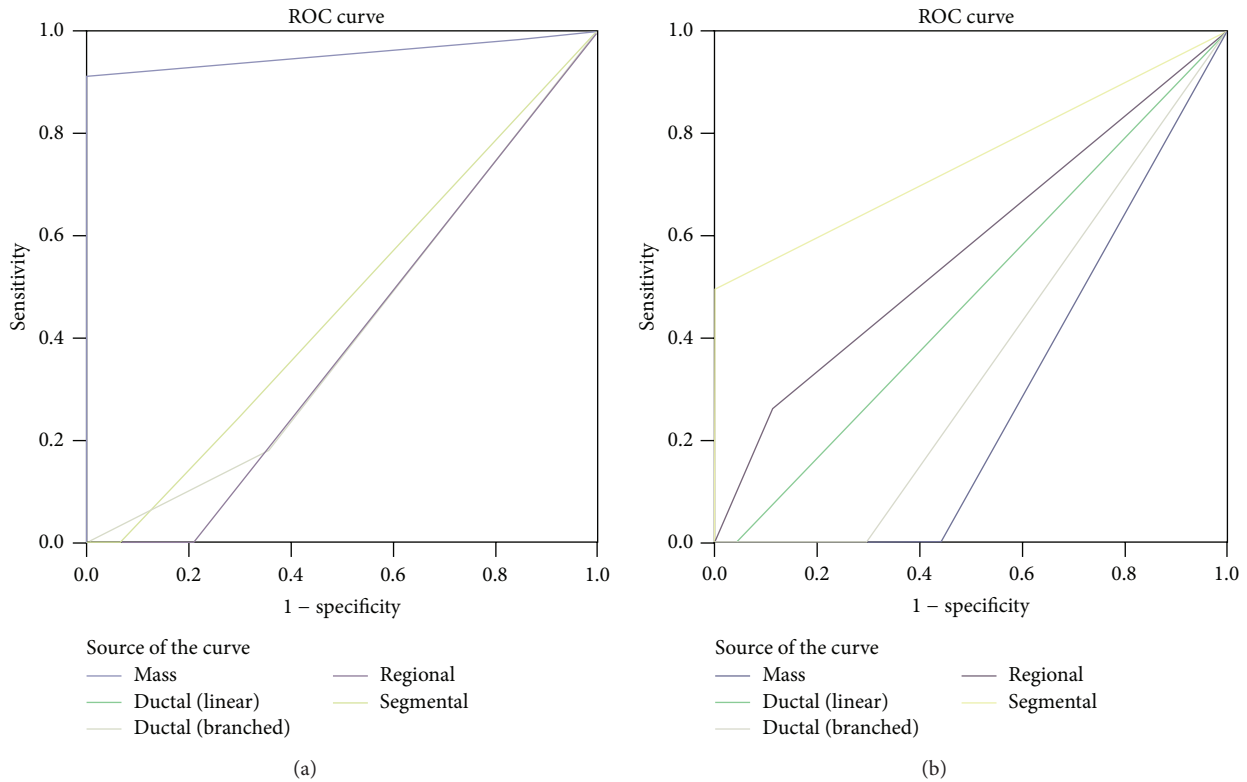 ROC curve
1.0
0.8
0.6
0.4
0.2
0.0
Sensitivity
0.0 0.2 0.4 0.6 0.8 1.0
1 − specificity
Source of the curve
Mass
Ductal (linear)
Ductal (branched)
Regional
Segmental
(a)
ROC curve
1.0
0.8
0.6
0.4
0.2
0.0
Sensitivity
0.0 0.2 0.4 0.6 0.8 1.0
1 − specificity
Source of the curve
Mass
Ductal (linear)
Ductal (branched)
Regional
Segmental
(b)